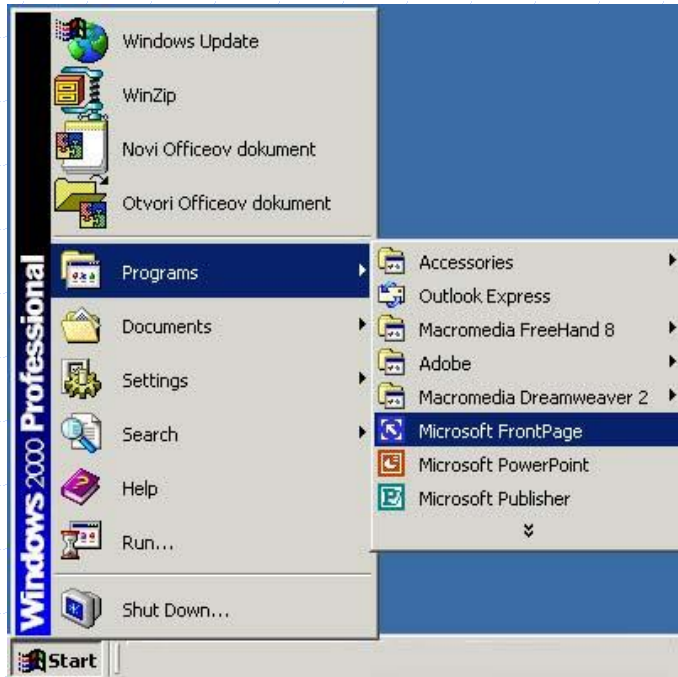 Windows Update
WinZip
Novi Officeov dokument
Otvori Officeov dokument
Programs
Documents
Settings
Search
Help
Run...
Shut Down...
Windows 2000 Professional
Accessories
Outlook Express
Macromedia FreeHand 8
Adobe
Macromedia Dreamweaver 2
Microsoft FrontPage
Microsoft PowerPoint
Microsoft Publisher
Start